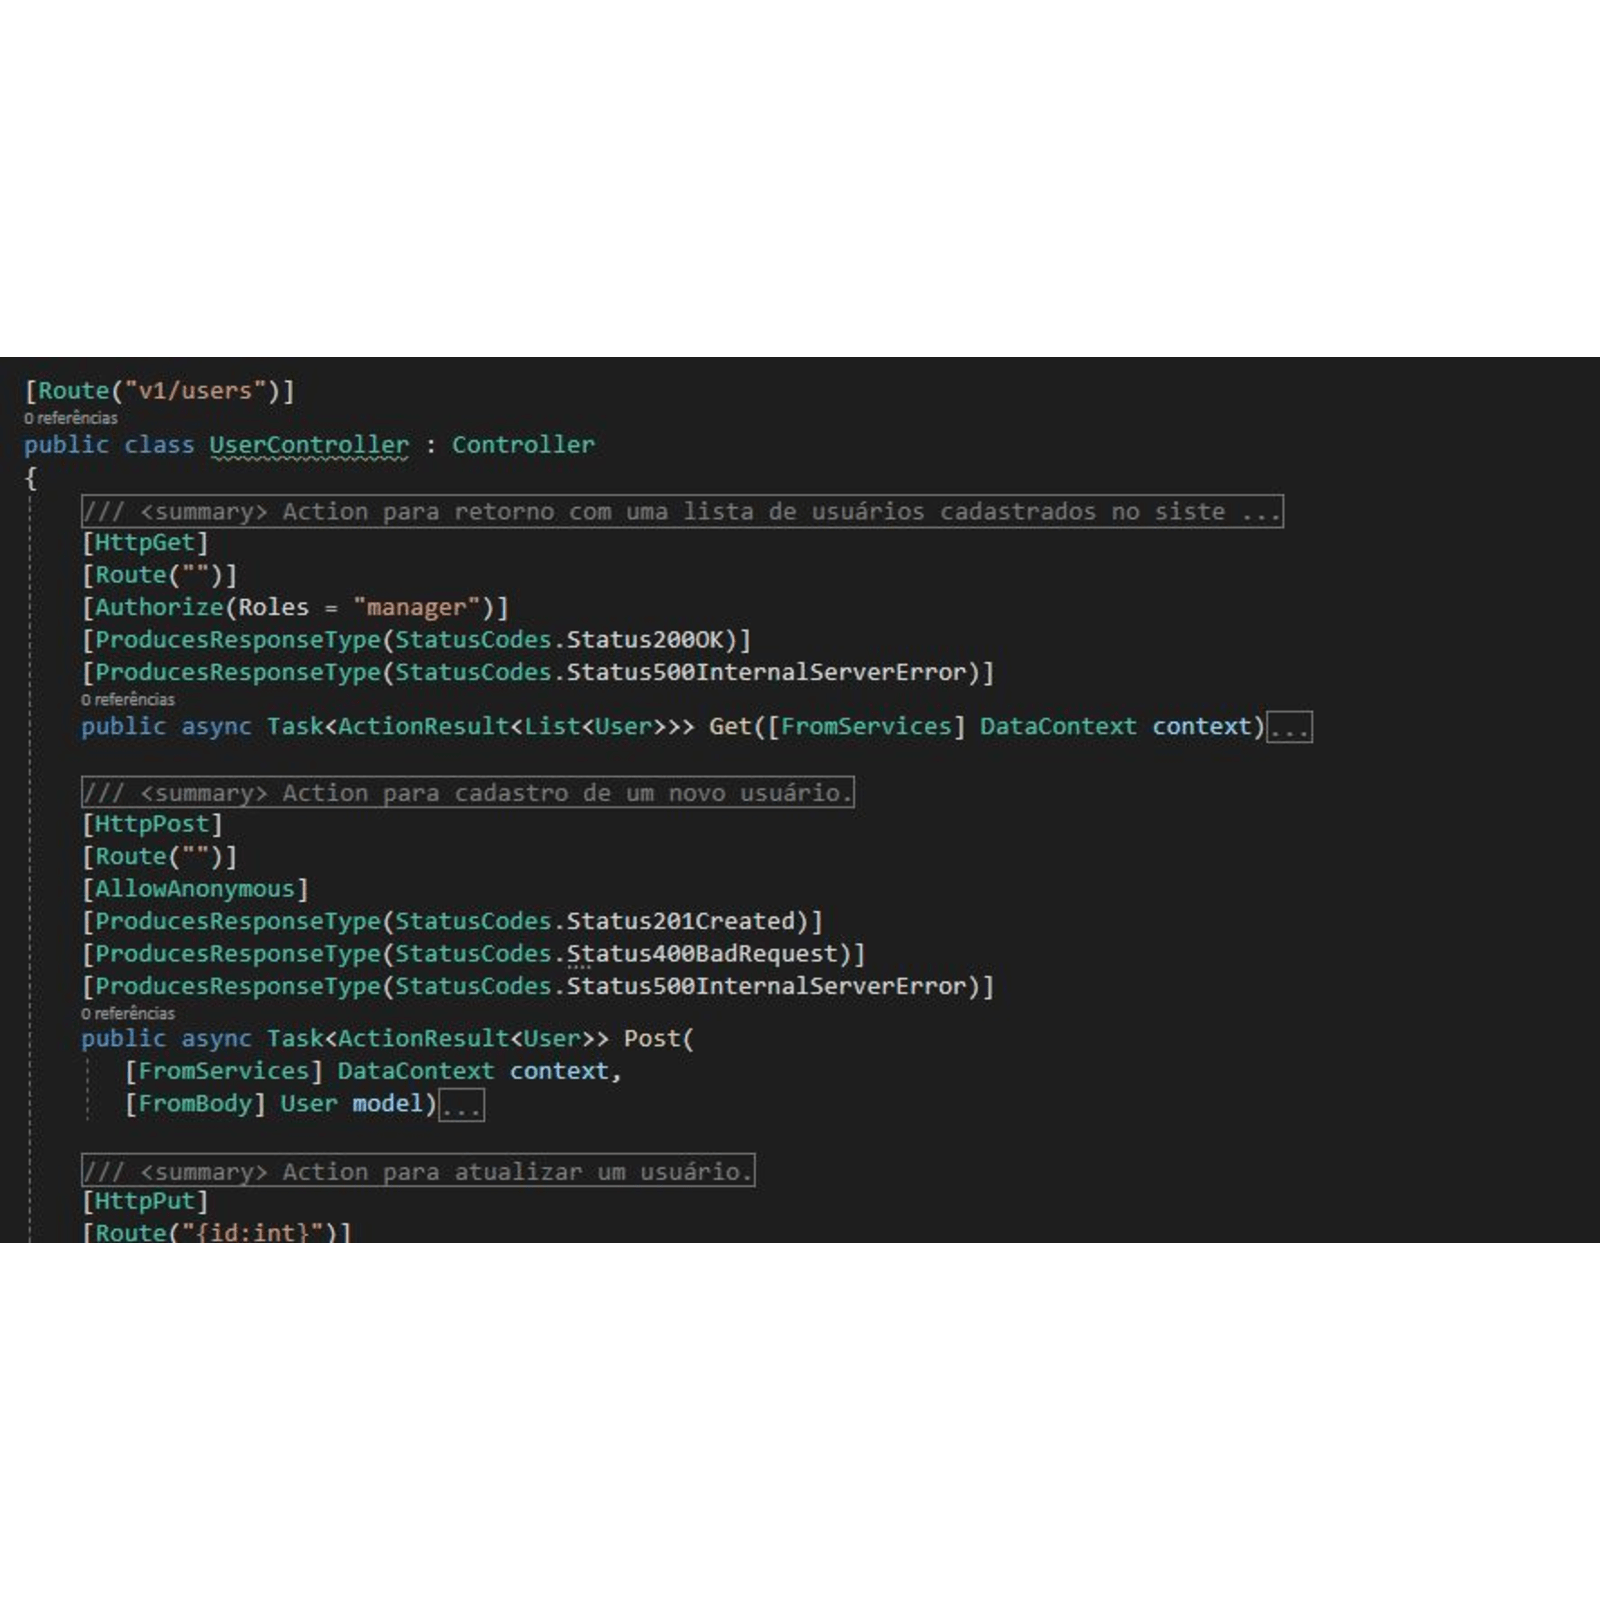 [Route("v1/users")]
0 referências
public class UserController : Controller
{
/// <summary> Action para retorno com uma lista de usuários cadastrados no siste ...
[HttpGet]
[Route("")]
[Authorize(Roles = "manager")]
[ProducesResponseType(StatusCodes.Status200OK)]
[ProducesResponseType(StatusCodes.Status500InternalServerError)]
0 referências
public async Task<ActionResult<List<User>>> Get([FromServices] DataContext context)...
/// <summary> Action para cadastro de um novo usuário.
[HttpPost]
[Route("")]
[AllowAnonymous]
[ProducesResponseType(StatusCodes.Status201Created)]
[ProducesResponseType(StatusCodes.Status400BadRequest)]
[ProducesResponseType(StatusCodes.Status500InternalServerError)]
0 referências
public async Task<ActionResult<User>> Post(
[FromServices] DataContext context,
[FromBody] User model)...
/// <summary> Action para atualizar um usuário.
[HttpPut]
[Route("{id:int}")]